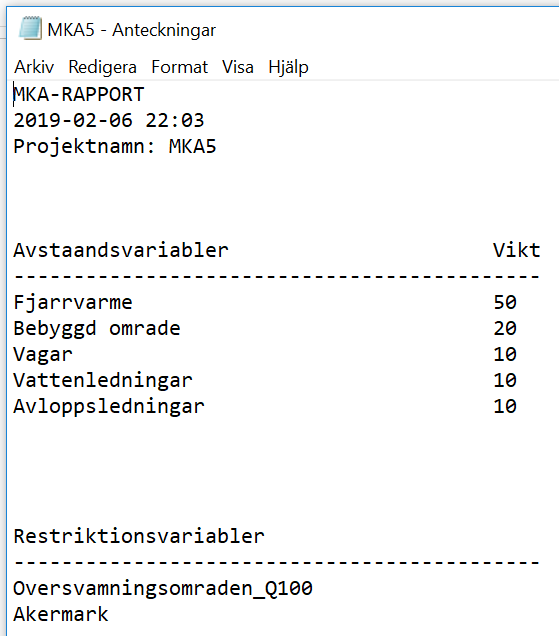 MKA5 - Anteckningar
Arkiv Redigera Format Visa Hjälp
MKA-RAPPORT
2019-02-06 22:03
Projektnamn: MKA5
Avstaandsvariabler Vikt
--------------------------------------------
Fjarrvarme 50
Bebyggd omrade 20
Vagar 10
Vattenledningar 10
Avloppsledningar 10
Restriktionsvariabler
--------------------------------------------
Oversvamningsomraden_Q100
Akermark